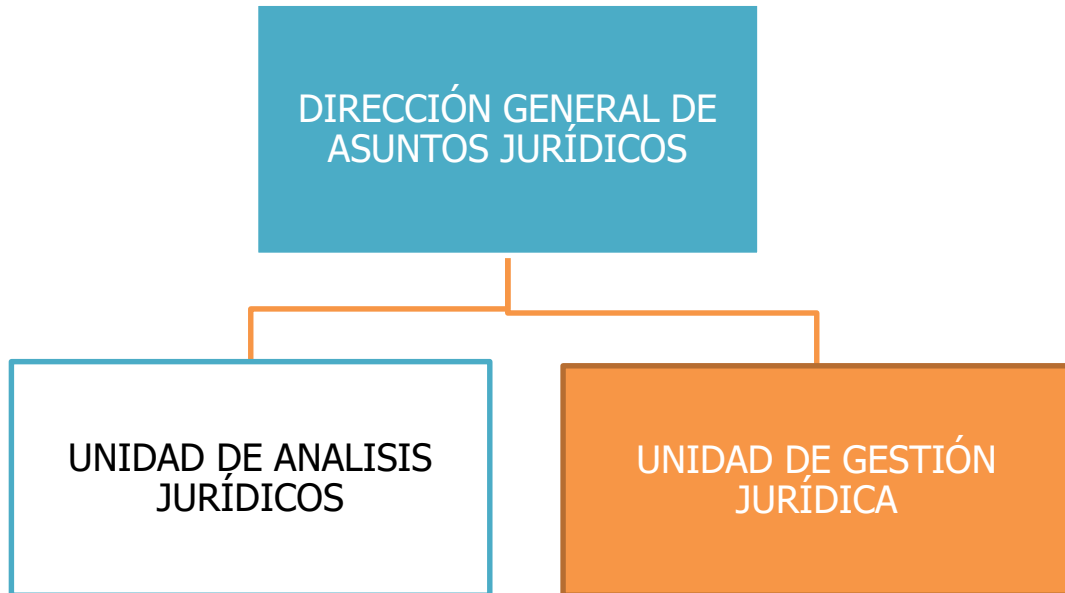 DIRECCIÓN GENERAL DE
ASUNTOS JURÍDICOS
UNIDAD DE ANALISIS
JURÍDICOS
UNIDAD DE GESTIÓN
JURÍDICA